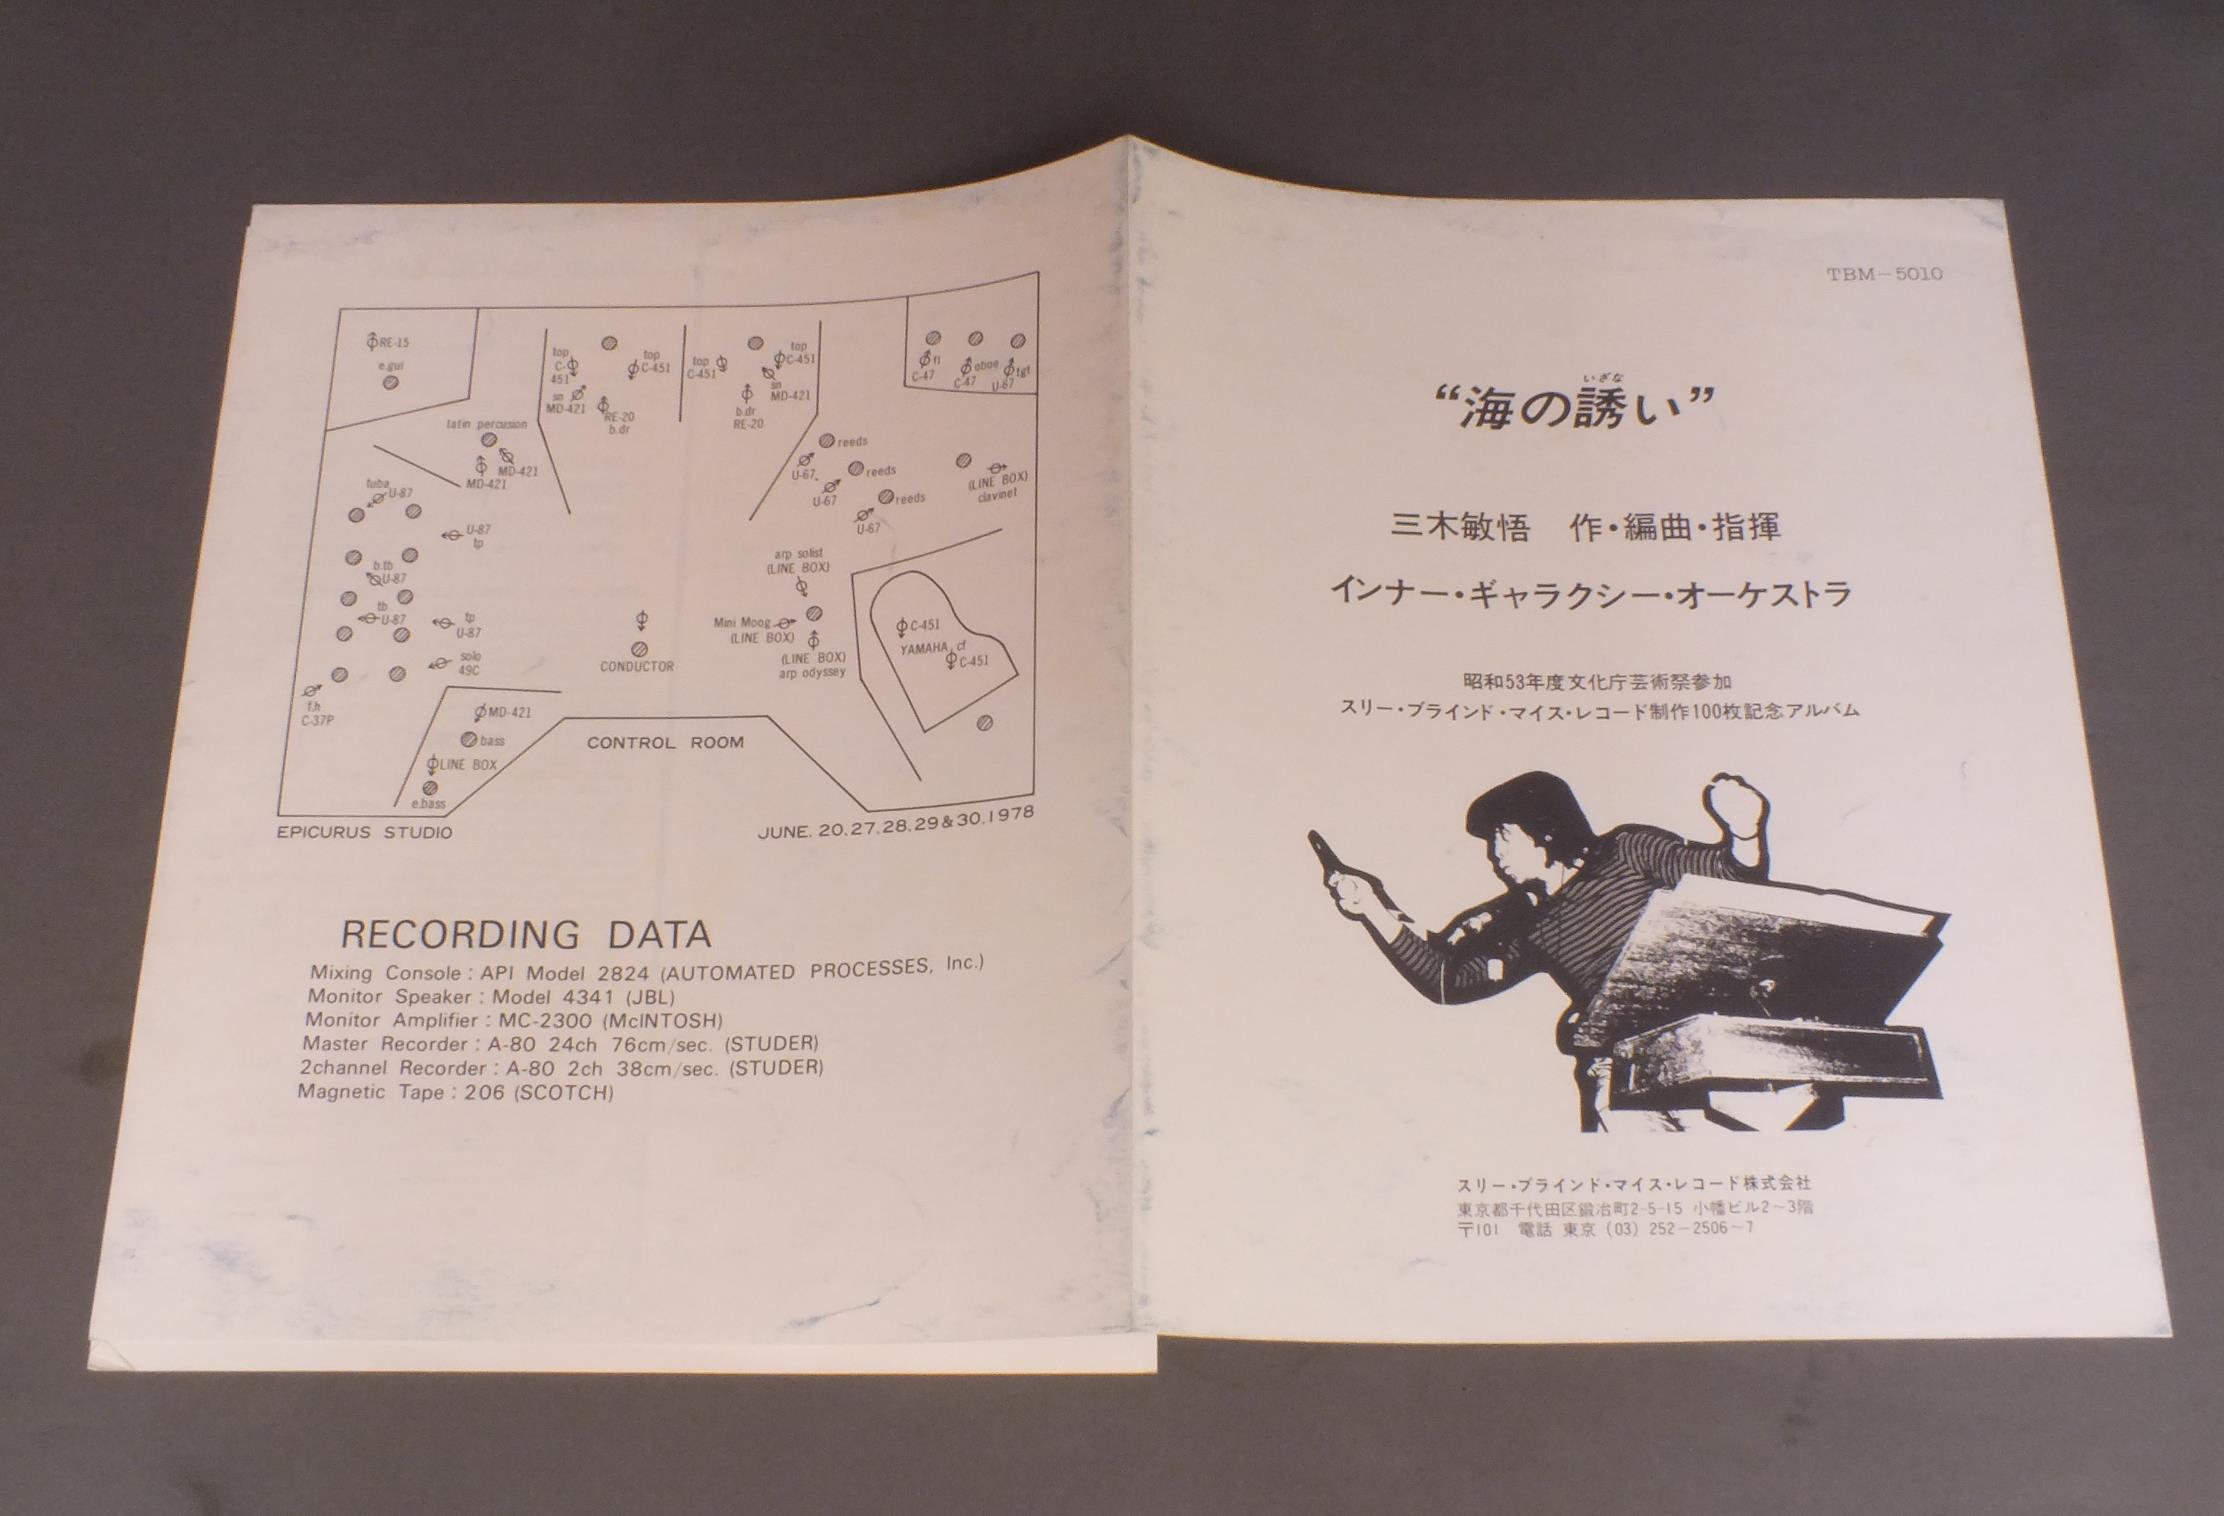 RE-15
e.gui
top
C-
451
top
C-451
sn
MD-421
RE-20
b.dr
top
C-451
top
C-451
sn
MD-421
b.dr
RE-20
fl
C-47
oboe
C-47
tgt
U-67
latin percusion
MD-421
MD-421
reeds
U-67
reeds
U-67
reeds
U-67
(LINE BOX)
clavinet
tuba
U-87
U-87
tp
b.tb
U-87
tb
U-87
tp
U-87
solo
49C
f.h
C-37P
arp solist
(LINE BOX)
Mini Moog
(LINE BOX)
(LINE BOX)
arp odyssey
CONDUCTOR
C-451
YAMAHA cf
C-451
MD-421
bass
LINE BOX
e.bass
CONTROL ROOM
EPICURUS STUDIO
JUNE. 20.27.28.29&30.1978
RECORDING DATA
Mixing Console : API Model 2824 (AUTOMATED PROCESSES, Inc.)
Monitor Speaker : Model 4341 (JBL)
Monitor Amplifier : MC-2300 (McINTOSH)
Master Recorder : A-80 24ch 76cm/sec. (STUDER)
2channel Recorder : A-80 2ch 38cm/sec. (STUDER)
Magnetic Tape : 206 (SCOTCH)
TBM-5010
いざな
“海の誘い”
三木敏悟 作・編曲・指揮
インナー・ギャラクシー・オーケストラ
昭和53年度文化庁芸術祭参加
スリー・ブラインド・マイス・レコード制作100枚記念アルバム
スリー・ブラインド・マイス・レコード株式会社
東京都千代田区鍛冶町2-5-15 小幡ビル2〜3階
〒101 電話 東京 (03) 252-2506〜7